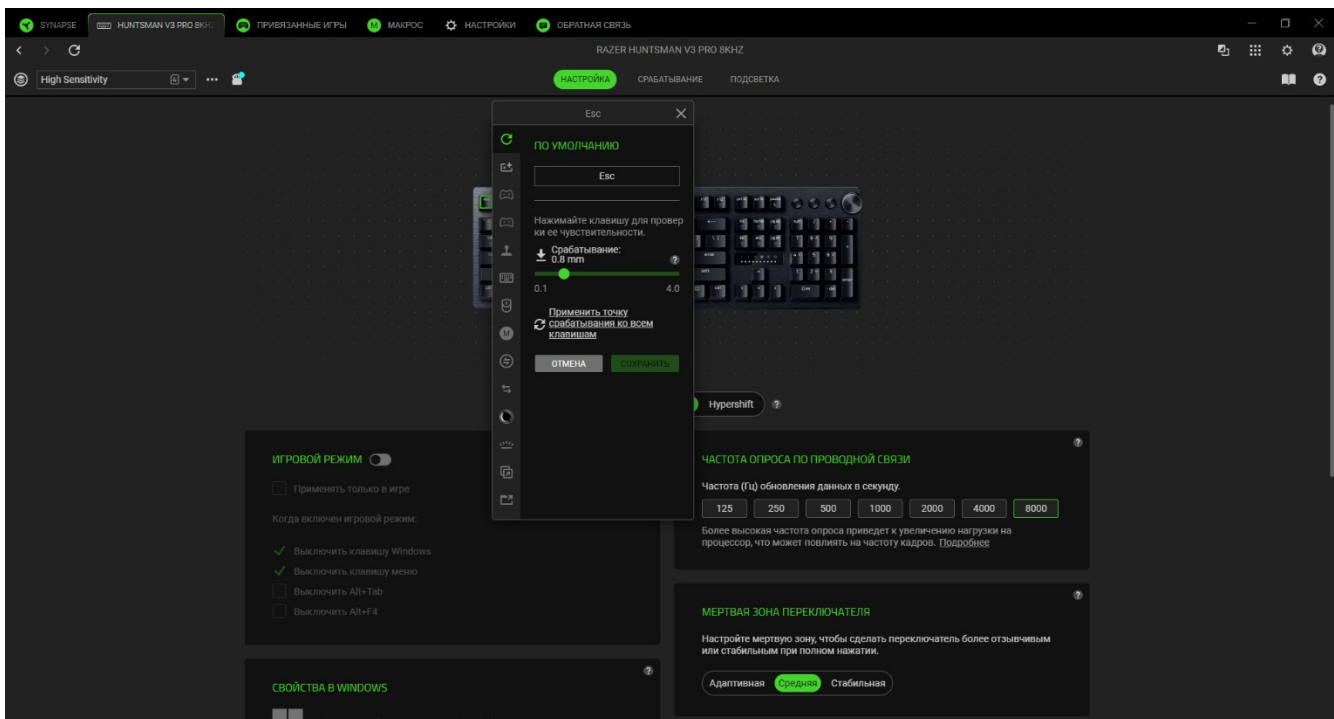 SYNAPSE
HUNTSMAN V3 PRO 8KHZ
ПРИВЯЗАННЫЕ ИГРЫ
МАКРОС
НАСТРОЙКИ
ОБРАТНАЯ СВЯЗЬ
RAZER HUNTSMAN V3 PRO 8KHZ
High Sensitivity
НАСТРОЙКА
СРАБАТЫВАНИЕ
ПОДСВЕТКА
Esc
ПО УМОЛЧАНИЮ
Esc
Нажимайте клавишу для провер
ки ее чувствительности.
Срабатывание:
0.8 mm
0.1
4.0
Применить точку
срабатывания ко всем
клавишам
ОТМЕНА
СОХРАНИТЬ
Hypershift
ИГРОВОЙ РЕЖИМ
Применять только в игре
Когда включен игровой режим:
Выключить клавишу Windows
Выключить клавишу меню
Выключить Alt+Tab
Выключить Alt+F4
СВОЙСТВА В WINDOWS
ЧАСТОТА ОПРОСА ПО ПРОВОДНОЙ СВЯЗИ
Частота (Гц) обновления данных в секунду.
125 250 500 1000 2000 4000 8000
Более высокая частота опроса приведет к увеличению нагрузки на
процессор, что может повлиять на частоту кадров. Подробнее
МЕРТВАЯ ЗОНА ПЕРЕКЛЮЧАТЕЛЯ
Настройте мертвую зону, чтобы сделать переключатель более отзывчивым
или стабильным при полном нажатии.
Адаптивная Средняя Стабильная